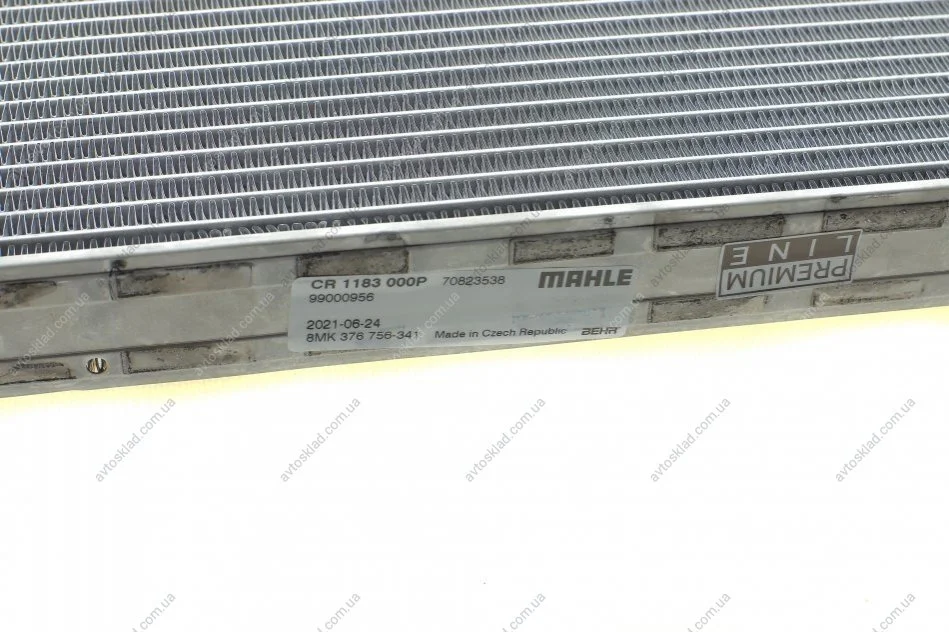 CR 1183 000P 70823538 MAHLE
99000956
2021-06-24
8MK 376 756-341 Made in Czech Republic BEHR
PREMIUM
LINE
avtosklad.com.ua